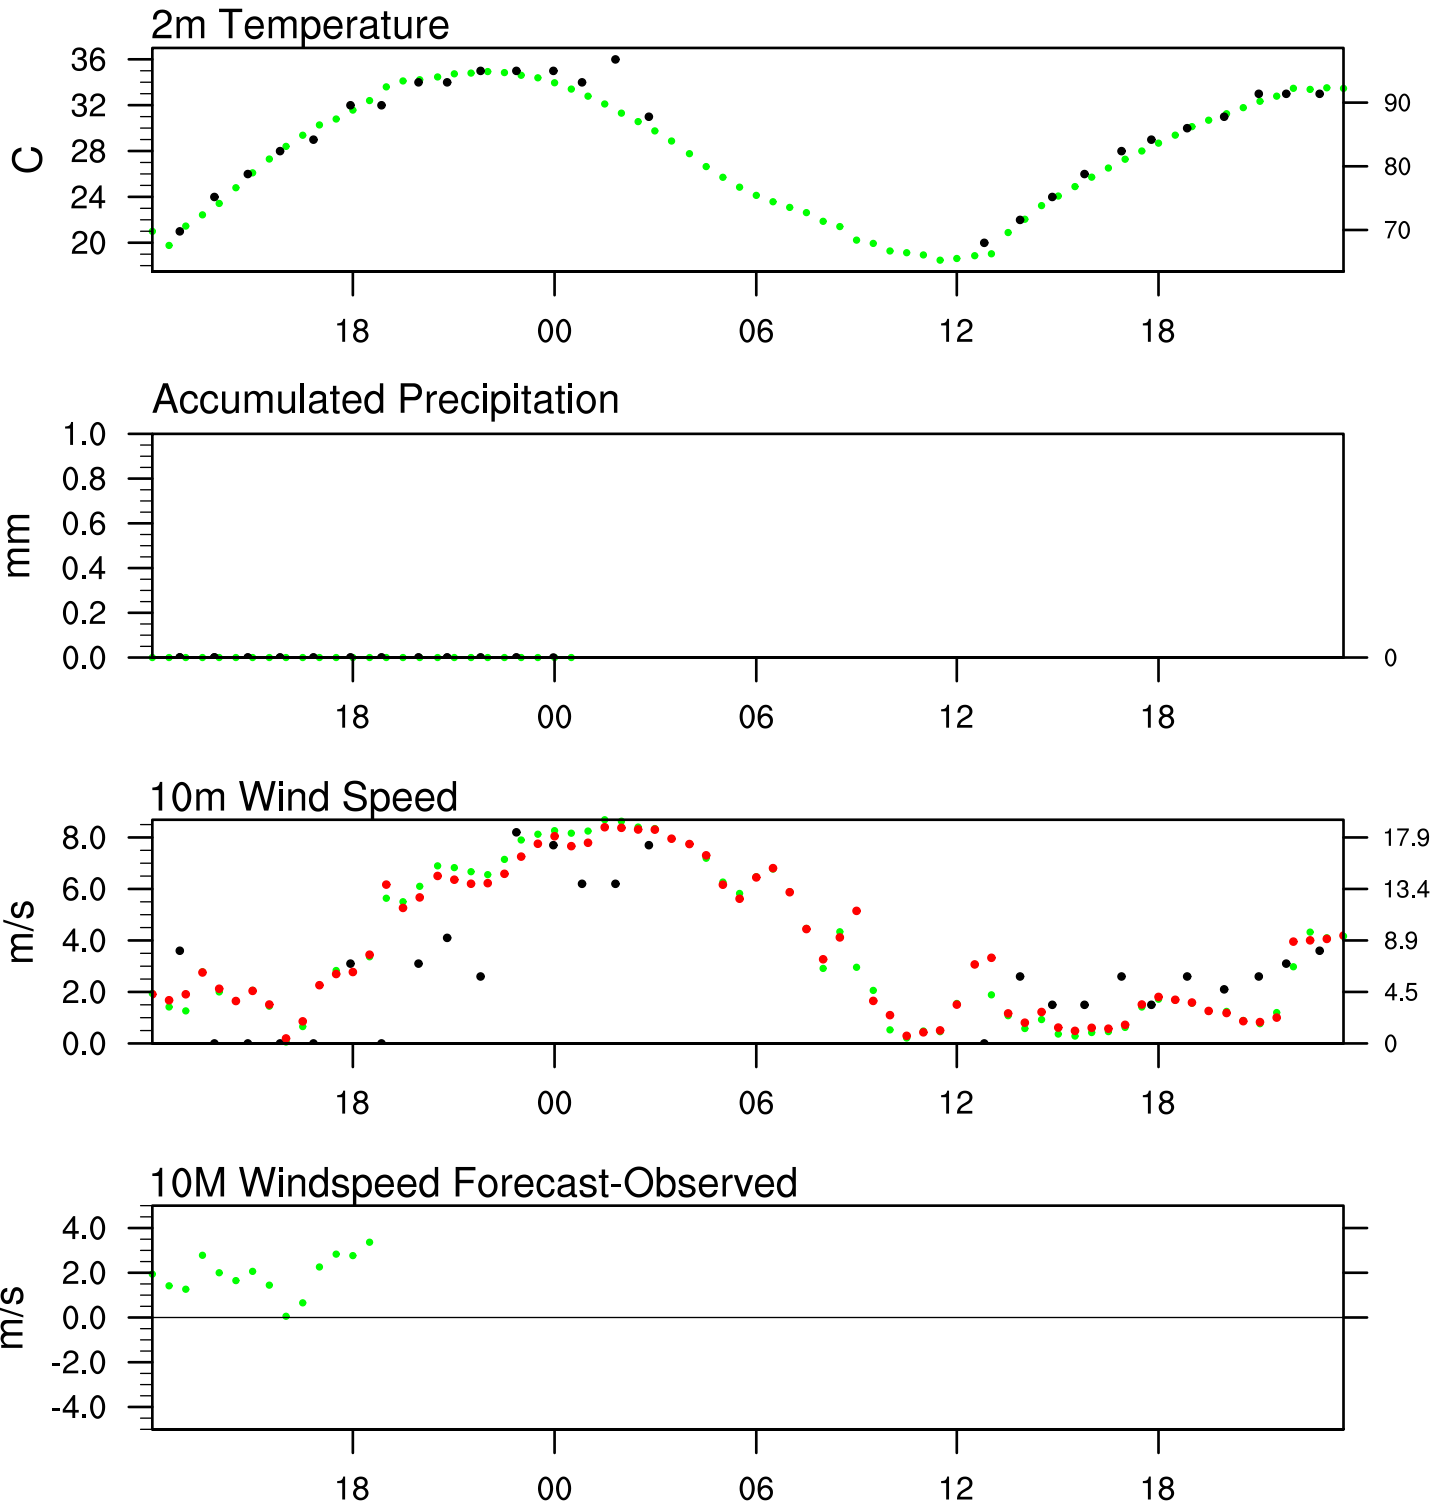 2m Temperature
36
32
28
24
20
C
90
80
70
18 00 06 12 18
Accumulated Precipitation
1.0
0.8
0.6
0.4
0.2
0.0
mm
0
18 00 06 12 18
10m Wind Speed
8.0
6.0
4.0
2.0
0.0
m/s
17.9
13.4
8.9
4.5
0
18 00 06 12 18
10M Windspeed Forecast-Observed
4.0
2.0
0.0
-2.0
-4.0
m/s
18 00 06 12 18